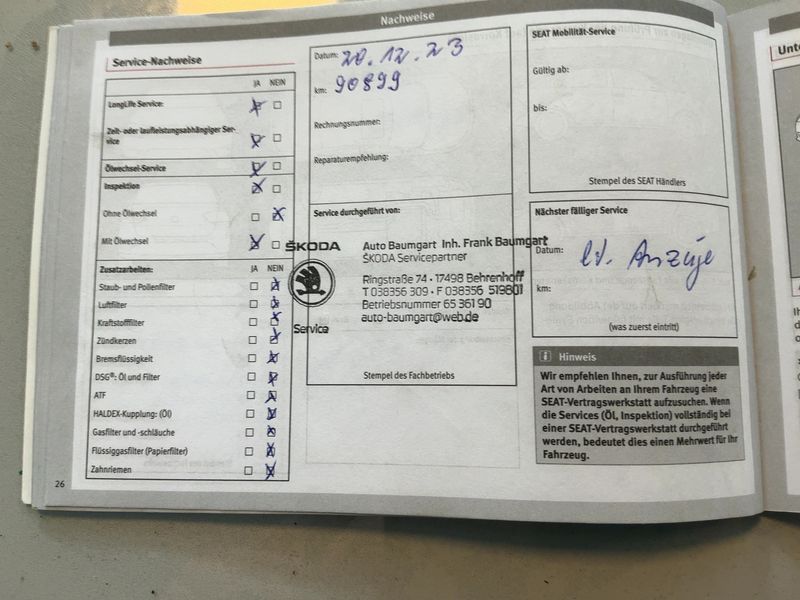 Nachweise
Service-Nachweise
JA NEIN
LongLife Service:
Zeit- oder laufleistungsabhängiger Ser-
vice
Ölwechsel-Service
Inspektion
Ohne Ölwechsel
Mit Ölwechsel
Zusatzarbeiten: JA NEIN
Staub- und Pollenfilter
Luftfilter
Kraftstofffilter
Zündkerzen
Bremsflüssigkeit
DSG®: Öl und Filter
ATF
HALDEX-Kupplung: (Öl)
Gasfilter und -schläuche
Flüssiggasfilter (Papierfilter)
Zahnriemen
26
Datum: 20.12.23
km: 90899
Rechnungsnummer:
Reparaturempfehlung:
Service durchgeführt von:
ŠKODA
Service
Auto Baumgart Inh. Frank Baumgart
ŠKODA Servicepartner
Ringstraße 74 · 17498 Behrenhoff
T 038356 309 · F 038356 519801
Betriebsnummer 65 361 90
auto-baumgart@web.de
Stempel des Fachbetriebs
SEAT Mobilität-Service
Gültig ab:
bis:
Stempel des SEAT Händlers
Nächster fälliger Service
Datum: lt. Anzeige
km:
(was zuerst eintritt)
i Hinweis
Wir empfehlen Ihnen, zur Ausführung jeder
Art von Arbeiten an Ihrem Fahrzeug eine
SEAT-Vertragswerkstatt aufzusuchen. Wenn
die Services (Öl, Inspektion) vollständig bei
einer SEAT-Vertragswerkstatt durchgeführt
werden, bedeutet dies einen Mehrwert für Ihr
Fahrzeug.